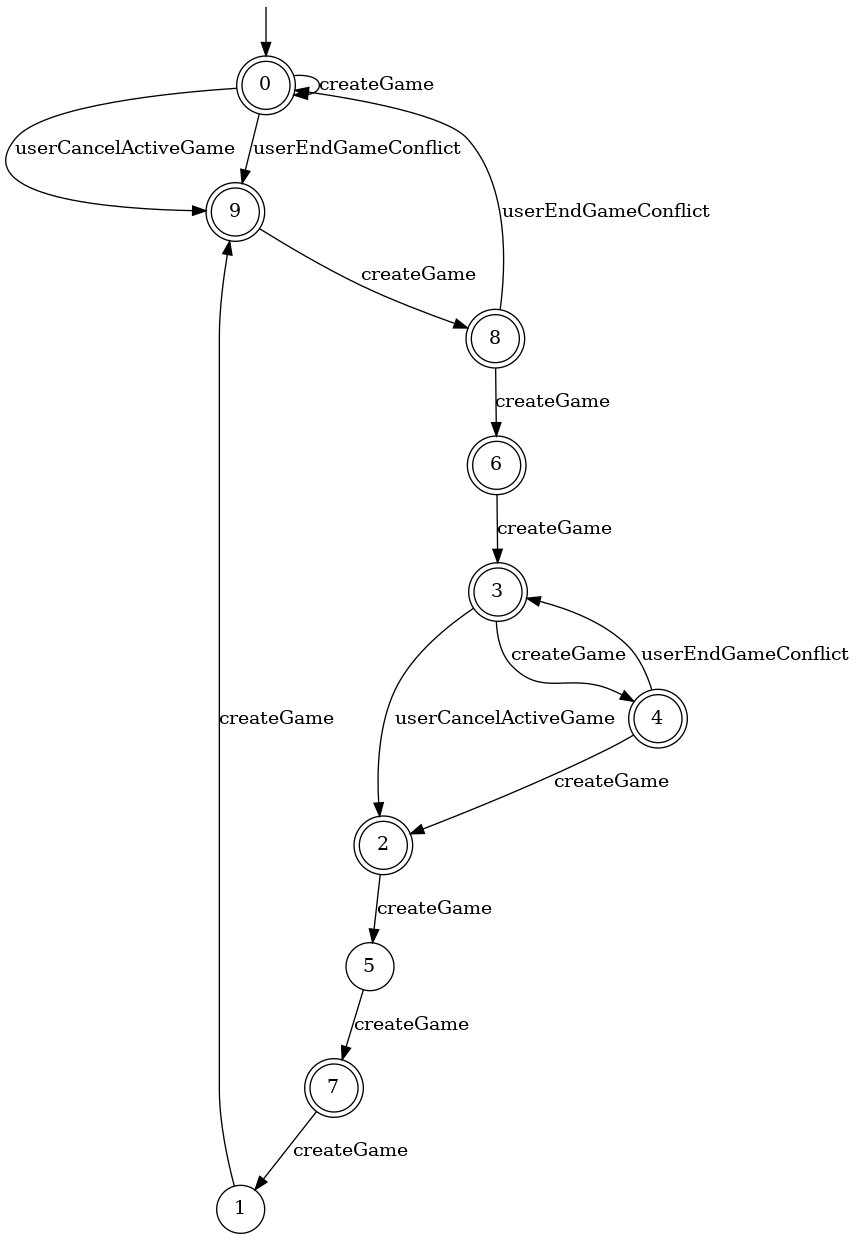 0
createGame
userCancelActiveGame
userEndGameConflict
9
userEndGameConflict
createGame
8
createGame
6
createGame
3
createGame
userEndGameConflict
userCancelActiveGame
4
createGame
createGame
2
createGame
5
createGame
7
createGame
1